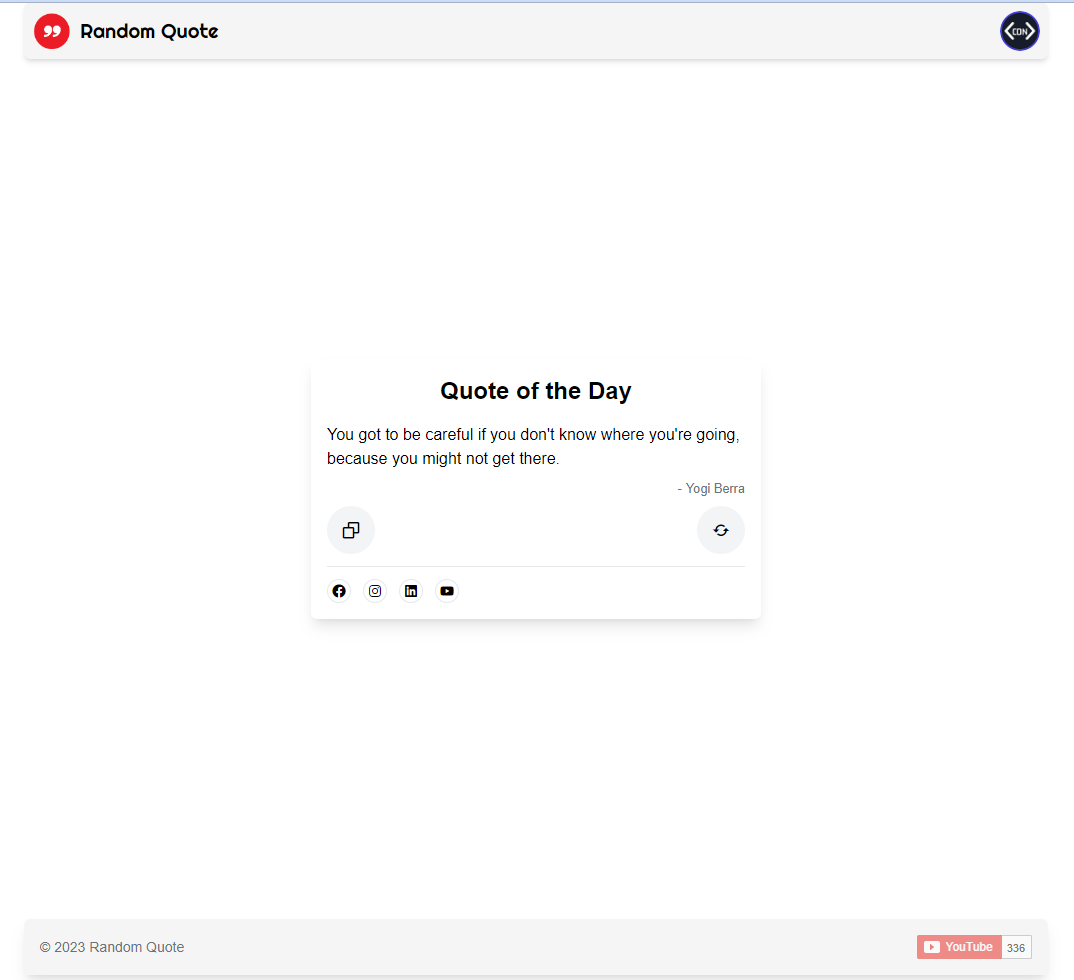 Random Quote
CDN
Quote of the Day
You got to be careful if you don't know where you're going,
because you might not get there.
- Yogi Berra
© 2023 Random Quote
YouTube 336